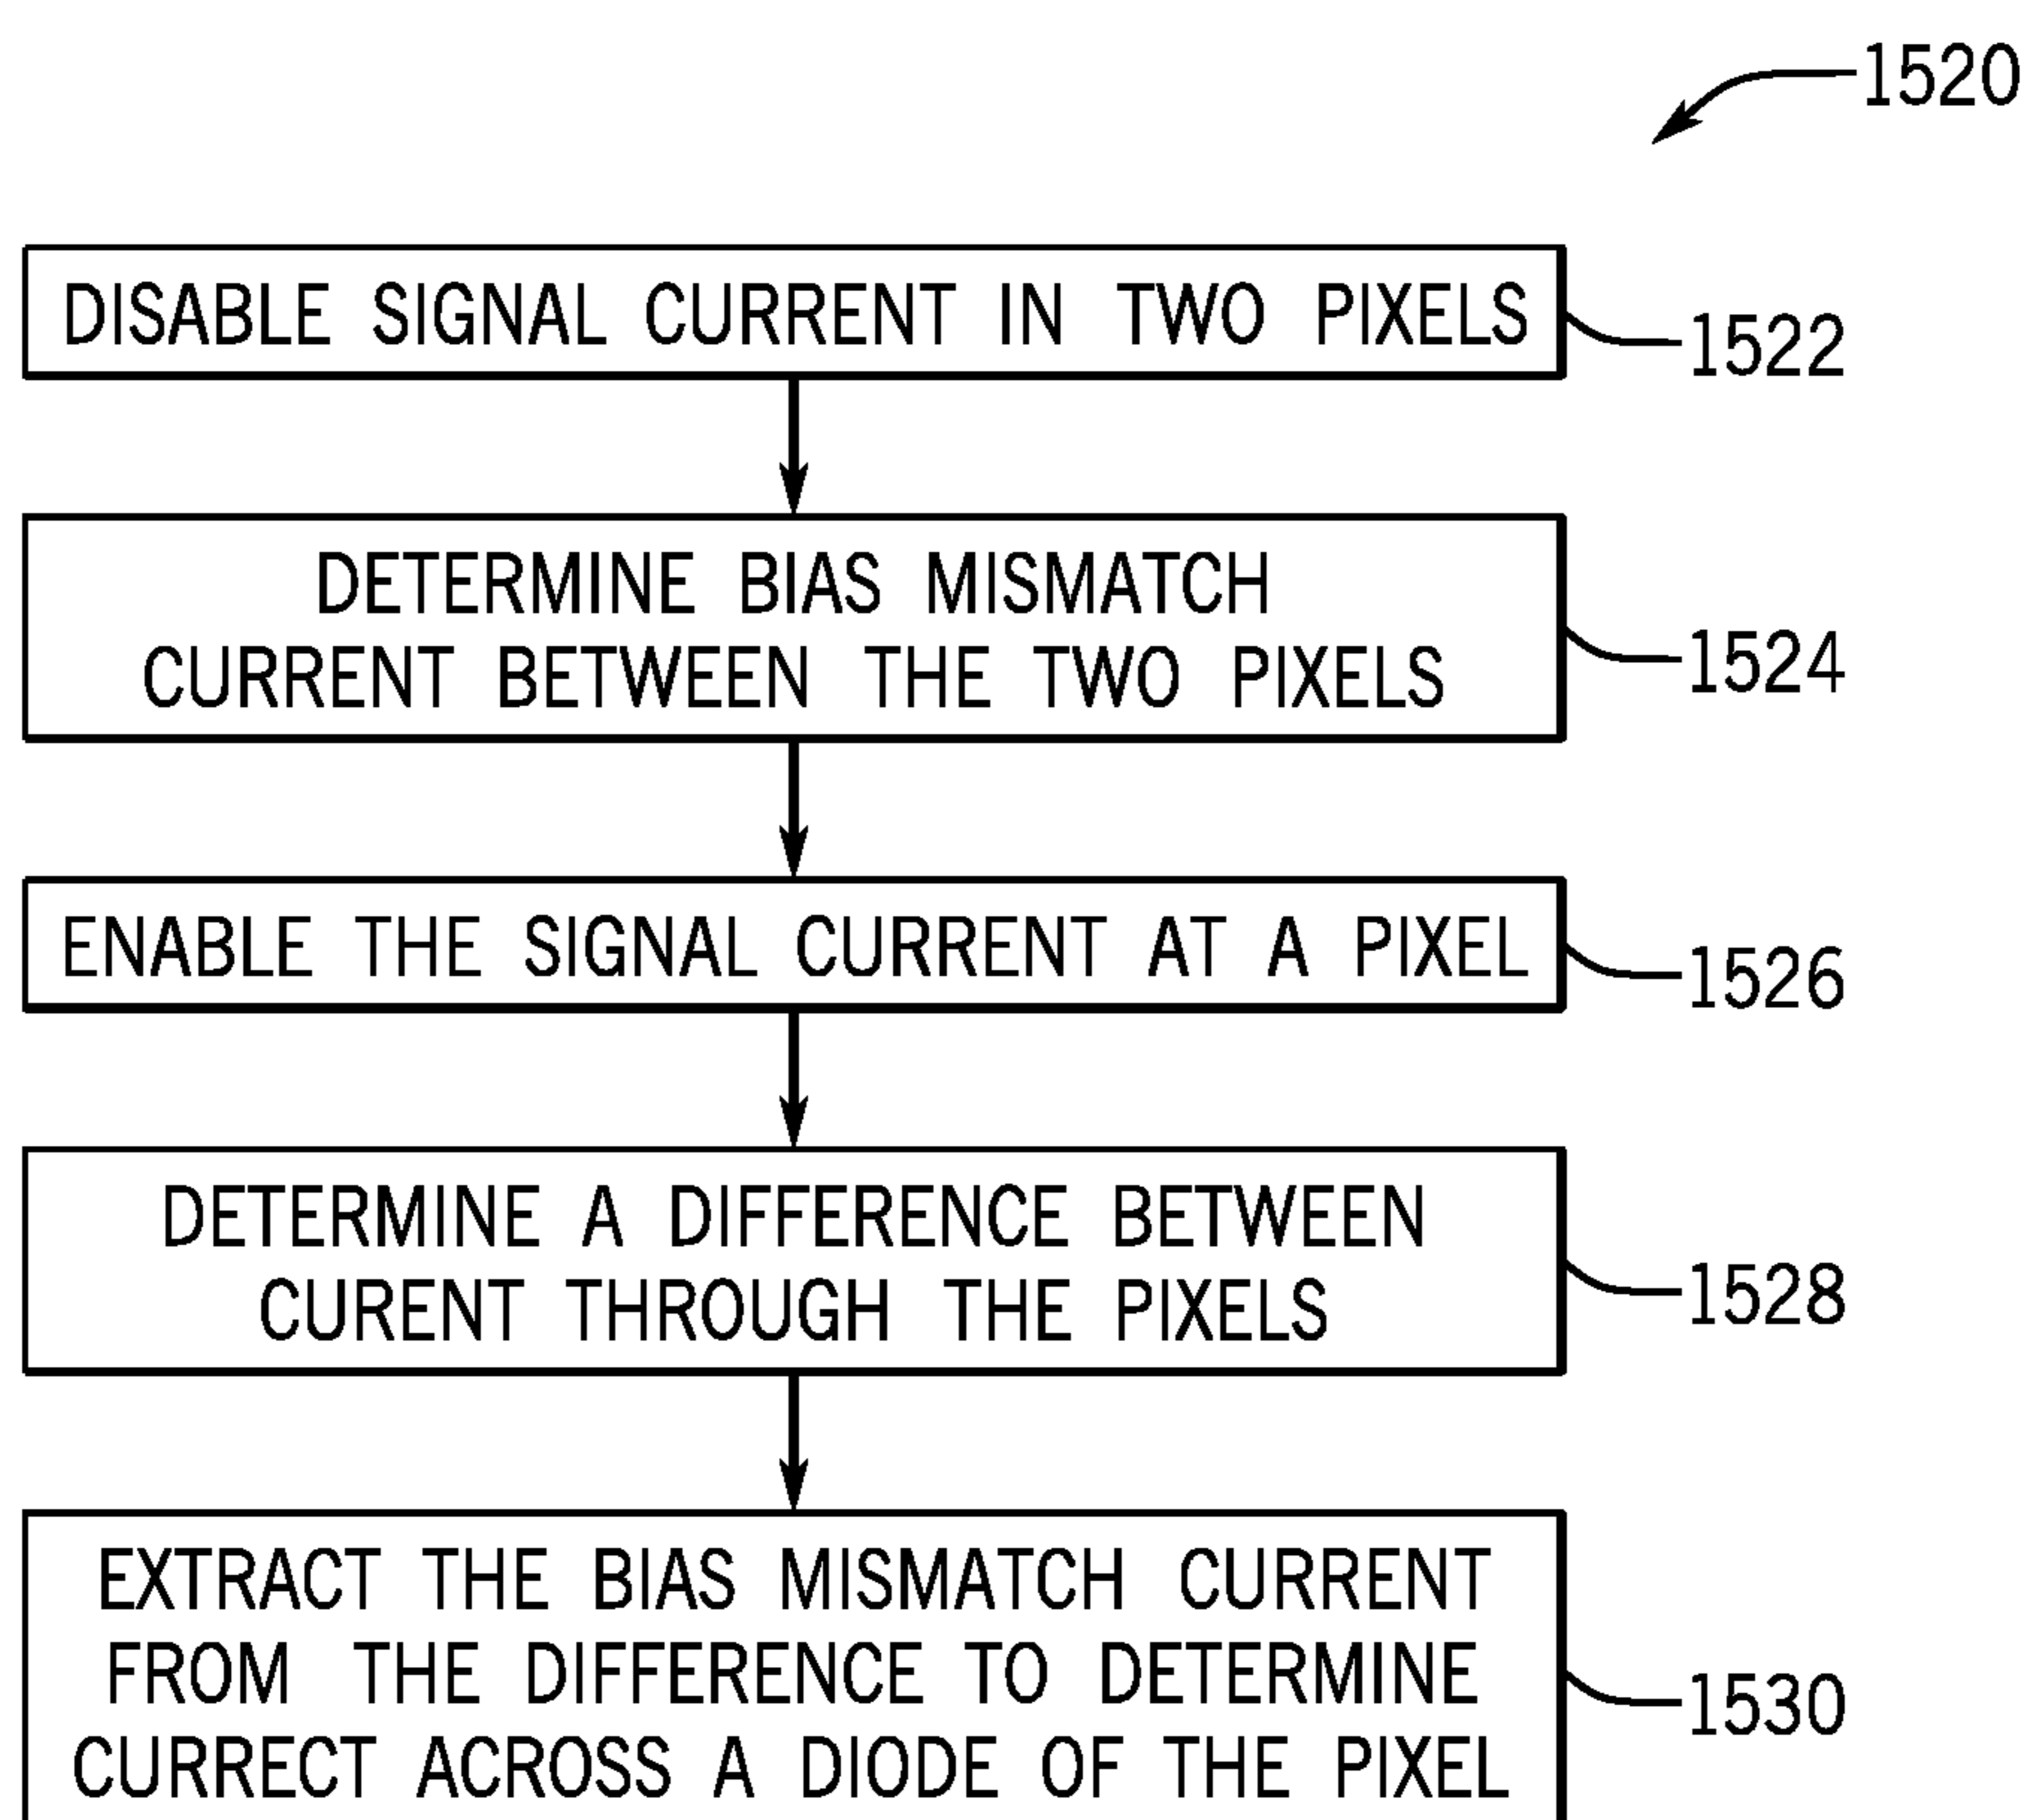 1520
DISABLE SIGNAL CURRENT IN TWO PIXELS
1522
DETERMINE BIAS MISMATCH
CURRENT BETWEEN THE TWO PIXELS
1524
ENABLE THE SIGNAL CURRENT AT A PIXEL
1526
DETERMINE A DIFFERENCE BETWEEN
CURENT THROUGH THE PIXELS
1528
EXTRACT THE BIAS MISMATCH CURRENT
FROM THE DIFFERENCE TO DETERMINE
CURRECT ACROSS A DIODE OF THE PIXEL
1530